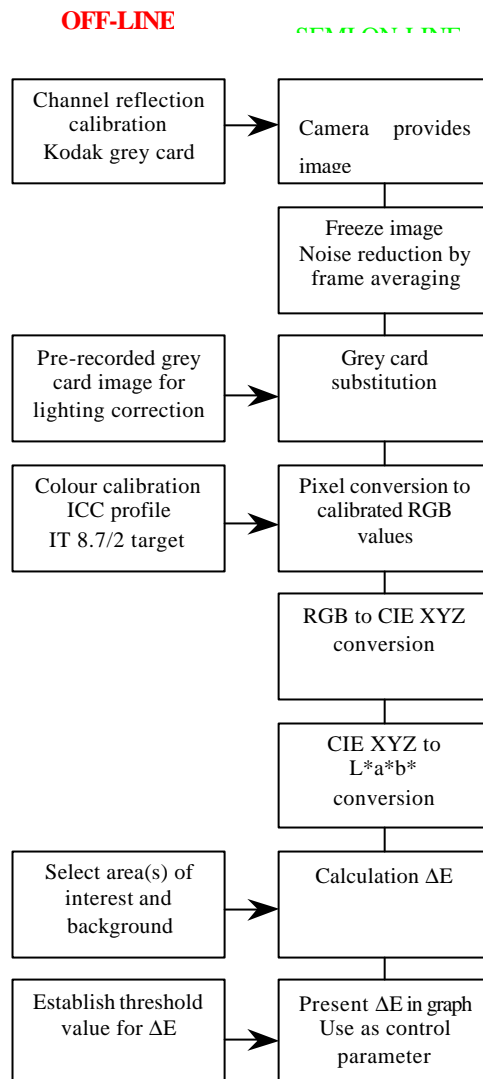 OFF-LINE
SEMI ON-LINE
Channel reflection
calibration
Kodak grey card
Camera provides
image
Freeze image
Noise reduction by
frame averaging
Pre-recorded grey
card image for
lighting correction
Grey card
substitution
Colour calibration
ICC profile
IT 8.7/2 target
Pixel conversion to
calibrated RGB
values
RGB to CIE XYZ
conversion
CIE XYZ to
L*a*b*
conversion
Select area(s) of
interest and
background
Calculation ΔE
Establish threshold
value for ΔE
Present ΔE in graph
Use as control
parameter